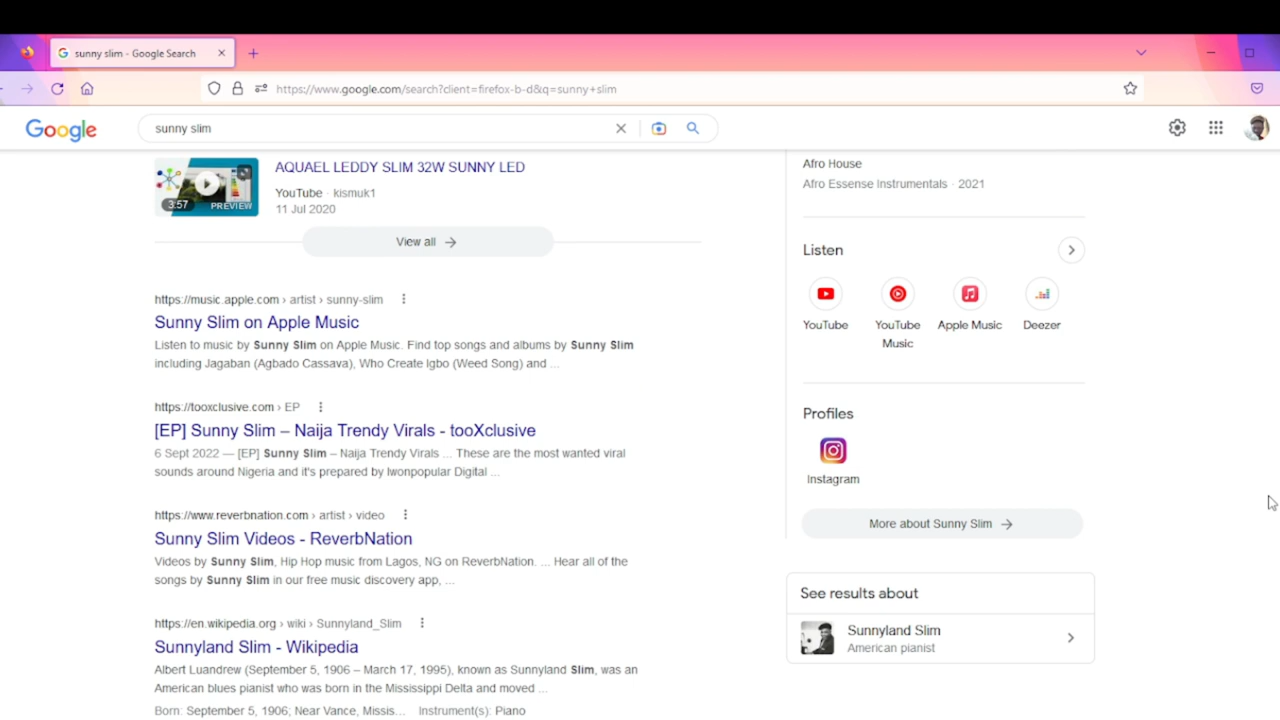 sunny slim - Google Search
https://www.google.com/search?client=firefox-b-d&q=sunny+slim
Google
sunny slim
3:57
PREVIEW
AQUAEL LEDDY SLIM 32W SUNNY LED
YouTube · kismuk1
11 Jul 2020
View all
https://music.apple.com › artist › sunny-slim
Sunny Slim on Apple Music
Listen to music by Sunny Slim on Apple Music. Find top songs and albums by Sunny Slim
including Jagaban (Agbado Cassava), Who Create Igbo (Weed Song) and ...
https://tooxclusive.com › EP
[EP] Sunny Slim – Naija Trendy Virals - tooXclusive
6 Sept 2022 — [EP] Sunny Slim – Naija Trendy Virals ... These are the most wanted viral
sounds around Nigeria and it's prepared by Iwonpopular Digital ...
https://www.reverbnation.com › artist › video
Sunny Slim Videos - ReverbNation
Videos by Sunny Slim, Hip Hop music from Lagos, NG on ReverbNation. ... Hear all of the
songs by Sunny Slim in our free music discovery app, ...
https://en.wikipedia.org › wiki › Sunnyland_Slim
Sunnyland Slim - Wikipedia
Albert Luandrew (September 5, 1906 – March 17, 1995), known as Sunnyland Slim, was an
American blues pianist who was born in the Mississippi Delta and moved ...
Born: September 5, 1906; Near Vance, Missis... Instrument(s): Piano
Afro House
Afro Essense Instrumentals · 2021
Listen
YouTube
YouTube
Music
Apple Music
Deezer
Profiles
Instagram
More about Sunny Slim
See results about
Sunnyland Slim
American pianist